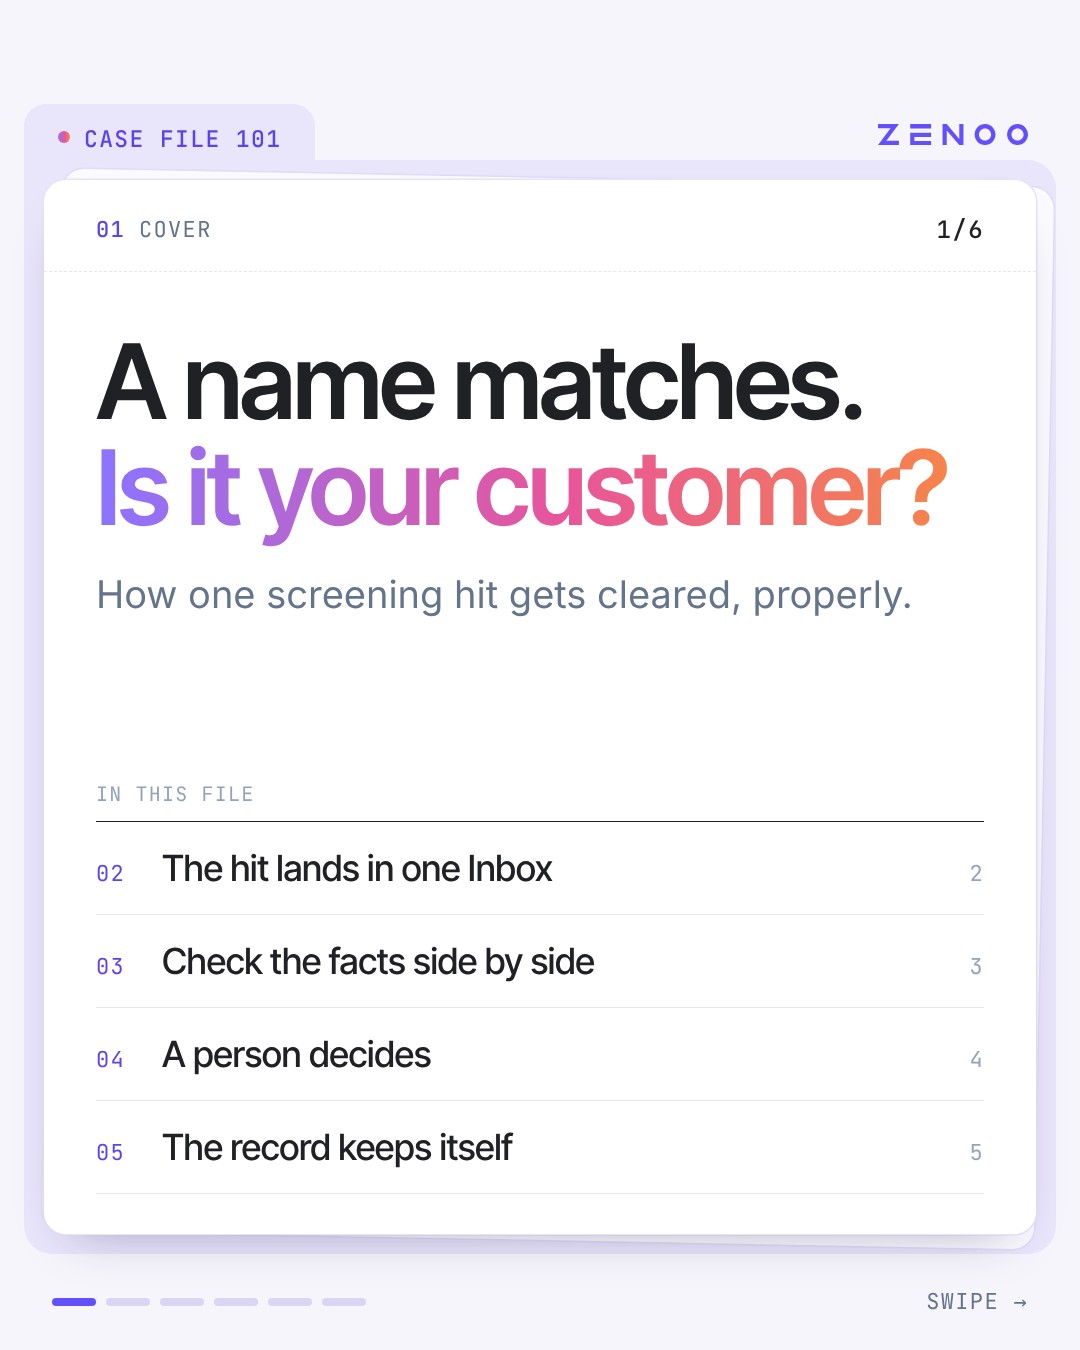 CASE FILE 101
ZENOO
01 COVER
1/6
A name matches.
Is it your customer?
How one screening hit gets cleared, properly.
IN THIS FILE
02 The hit lands in one Inbox 2
03 Check the facts side by side 3
04 A person decides 4
05 The record keeps itself 5
SWIPE →